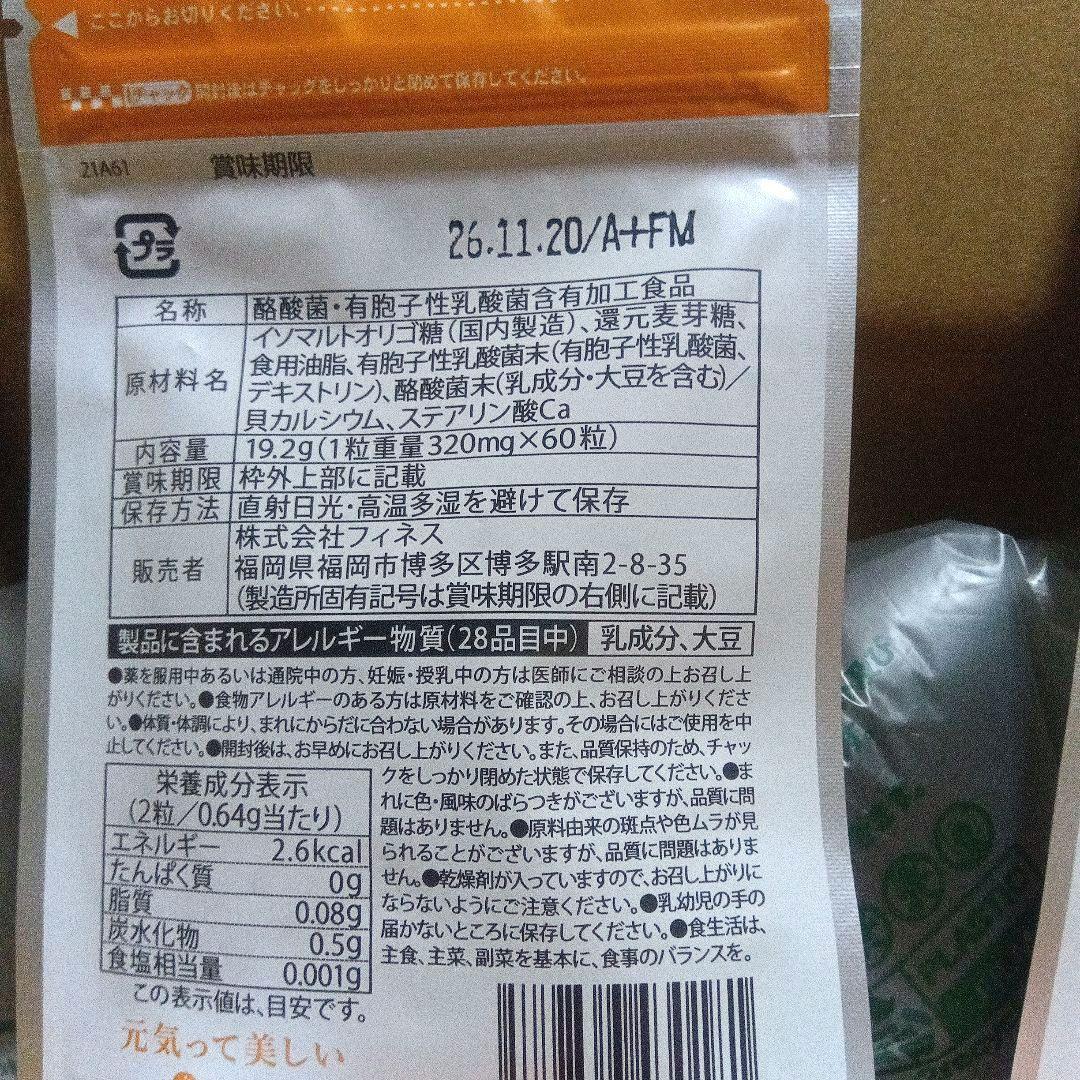 ここからお切りください。
チャック 開封後はチャックをしっかりと閉めて保存してください。
21A61 賞味期限
プラ
26.11.20/A+FM
名称 酪酸菌・有胞子性乳酸菌含有加工食品
原材料名 イソマルトオリゴ糖(国内製造)、還元麦芽糖、
食用油脂、有胞子性乳酸菌末(有胞子性乳酸菌、
デキストリン)、酪酸菌末(乳成分・大豆を含む)/
貝カルシウム、ステアリン酸Ca
内容量 19.2g(1粒重量320mg×60粒)
賞味期限 枠外上部に記載
保存方法 直射日光・高温多湿を避けて保存
販売者 株式会社フィネス
福岡県福岡市博多区博多駅南2-8-35
(製造所固有記号は賞味期限の右側に記載)
製品に含まれるアレルギー物質(28品目中) 乳成分、大豆
●薬を服用中あるいは通院中の方、妊娠・授乳中の方は医師にご相談の上お召し上
がりください。●食物アレルギーのある方は原材料をご確認の上、お召し上がりくださ
い。●体質・体調により、まれにからだに合わない場合があります。その場合にはご使用を中
止してください。●開封後は、お早めにお召し上がりください。また、品質保持のため、チャッ
クをしっかり閉めた状態で保存してください。●ま
れに色・風味のばらつきがございますが、品質に問
題はありません。●原料由来の斑点や色ムラが見
られることがございますが、品質に問題はありま
せん。●乾燥剤が入っていますので、お召し上がりに
ならないようにご注意ください。●乳幼児の手の
届かないところに保存してください。●食生活は、
主食、主菜、副菜を基本に、食事のバランスを。
栄養成分表示
(2粒/0.64g当たり)
エネルギー 2.6kcal
たんぱく質 0g
脂質 0.08g
炭水化物 0.5g
食塩相当量 0.001g
この表示値は、目安です。
元気って美しい